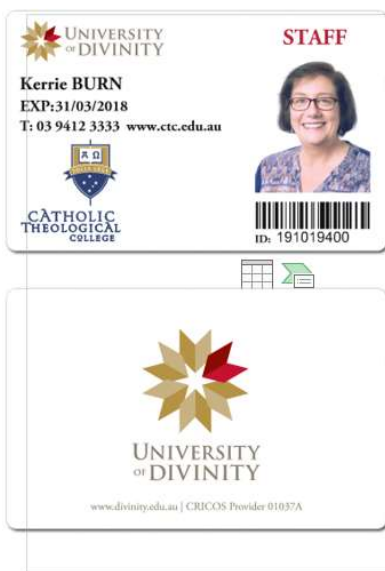 UNIVERSITY
OF DIVINITY
STAFF
Kerrie BURN
EXP:31/03/2018
T: 03 9412 3333 www.ctc.edu.au
Α Ω
CATHOLIC
THEOLOGICAL
COLLEGE
ID: 191019400
UNIVERSITY
OF DIVINITY
www.divinity.edu.au | CRICOS Provider 01037A